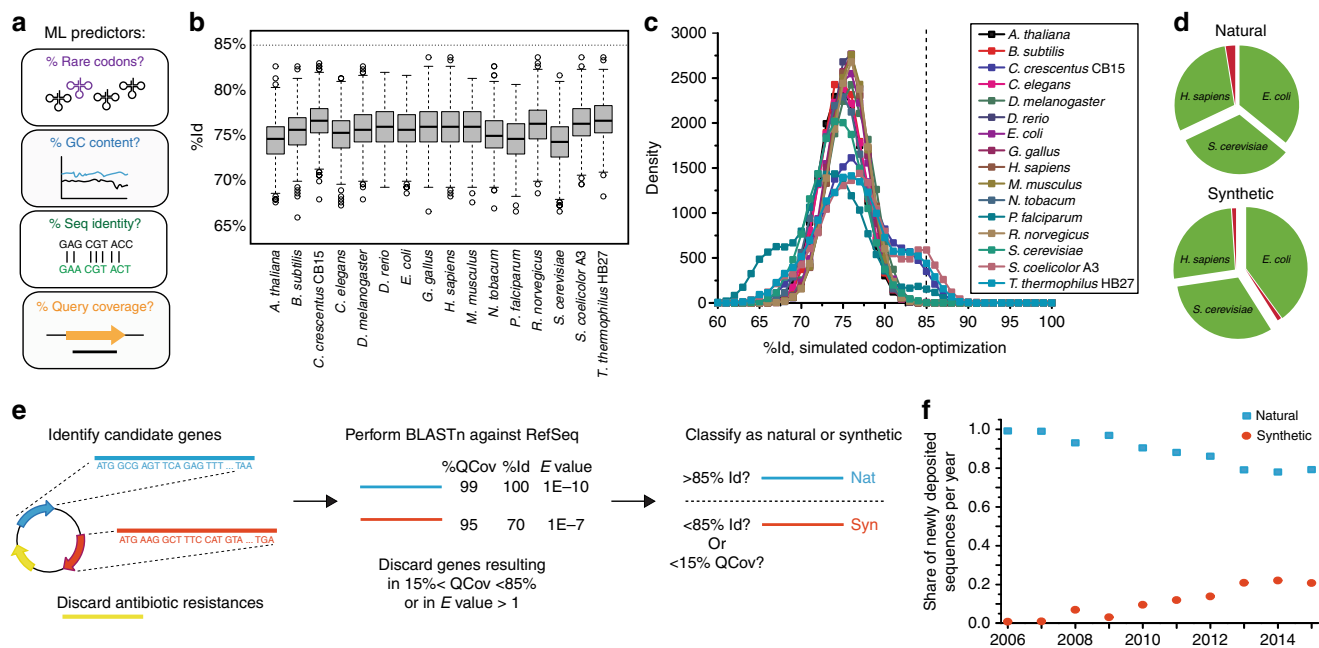 a
ML predictors:
% Rare codons?
% GC content?
% Seq identity?
GAG CGT ACC
GAA CGT ACT
% Query coverage?
b
%Id
85%
80%
75%
70%
65%
A. thaliana
B. subtilis
C. crescentus CB15
C. elegans
D. melanogaster
D. rerio
E. coli
G. gallus
H. sapiens
M. musculus
N. tobacum
P. falciparum
R. norvegicus
S. cerevisiae
S. coelicolor A3
T. thermophilus HB27
c
Density
3000
2500
2000
1500
1000
500
0
60 65 70 75 80 85 90 95 100
%Id, simulated codon-optimization
A. thaliana
B. subtilis
C. crescentus CB15
C. elegans
D. melanogaster
D. rerio
E. coli
G. gallus
H. sapiens
M. musculus
N. tobacum
P. falciparum
R. norvegicus
S. cerevisiae
S. coelicolor A3
T. thermophilus HB27
d
Natural
H. sapiens
E. coli
S. cerevisiae
Synthetic
H. sapiens
E. coli
S. cerevisiae
e
Identify candidate genes
ATG GCG AGT TCA GAG TTT ... TAA
ATG AAG GCT TTC CAT GTA ... TGA
Discard antibiotic resistances
Perform BLASTn against RefSeq
%QCov %Id E value
99 100 1E–10
95 70 1E–7
Discard genes resulting
in 15%< QCov <85%
or in E value > 1
Classify as natural or synthetic
>85% Id? Nat
<85% Id? Syn
Or
<15% QCov?
f
Share of newly deposited
sequences per year
1.0
0.8
0.6
0.4
0.2
0.0
2006 2008 2010 2012 2014
Natural
Synthetic